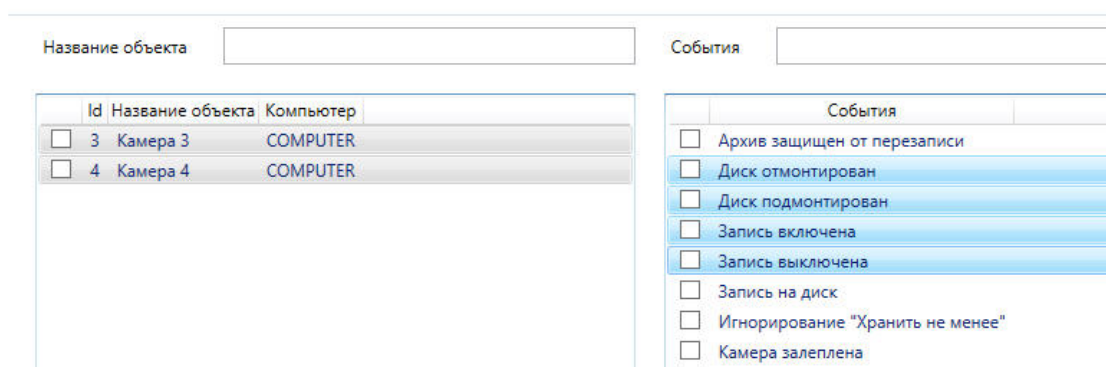 Название объекта
События
Id Название объекта Компьютер
3 Камера 3 COMPUTER
4 Камера 4 COMPUTER
События
Архив защищен от перезаписи
Диск отмонтирован
Диск подмонтирован
Запись включена
Запись выключена
Запись на диск
Игнорирование "Хранить не менее"
Камера залеплена